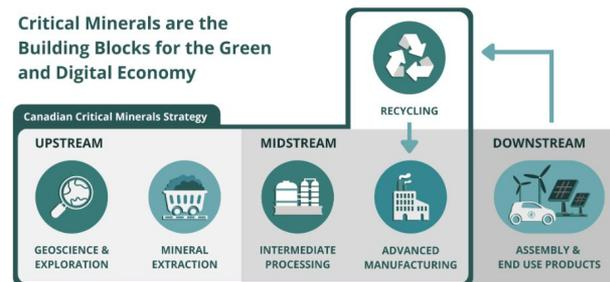 Critical Minerals are the
Building Blocks for the Green
and Digital Economy
RECYCLING
Canadian Critical Minerals Strategy
UPSTREAM
MIDSTREAM
DOWNSTREAM
GEOSCIENCE &
EXPLORATION
MINERAL
EXTRACTION
INTERMEDIATE
PROCESSING
ADVANCED
MANUFACTURING
ASSEMBLY &
END USE PRODUCTS